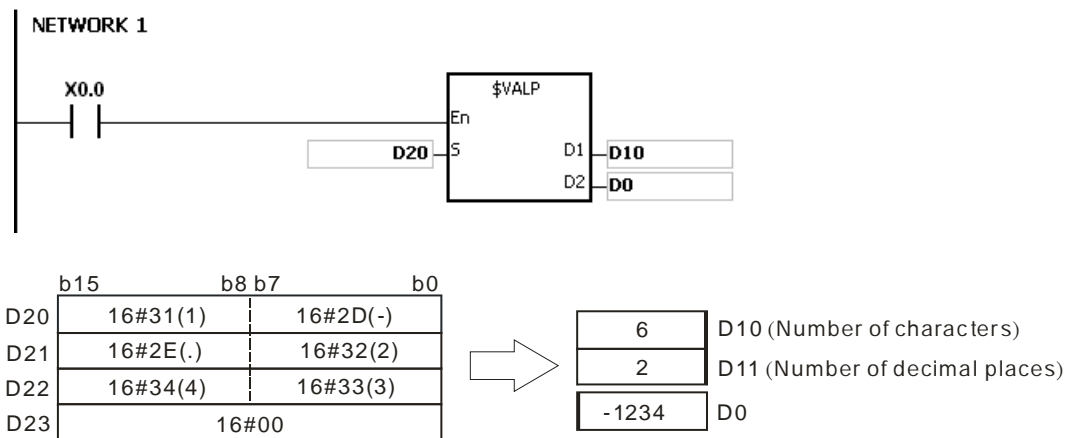 NETWORK 1
X0.0
$VALP
En
D20 S D1 D10
D2 D0
b15 b8 b7 b0
D20 16#31(1) 16#2D(-)
D21 16#2E(.) 16#32(2)
D22 16#34(4) 16#33(3)
D23 16#00
6 D10 (Number of characters)
2 D11 (Number of decimal places)
-1234 D0